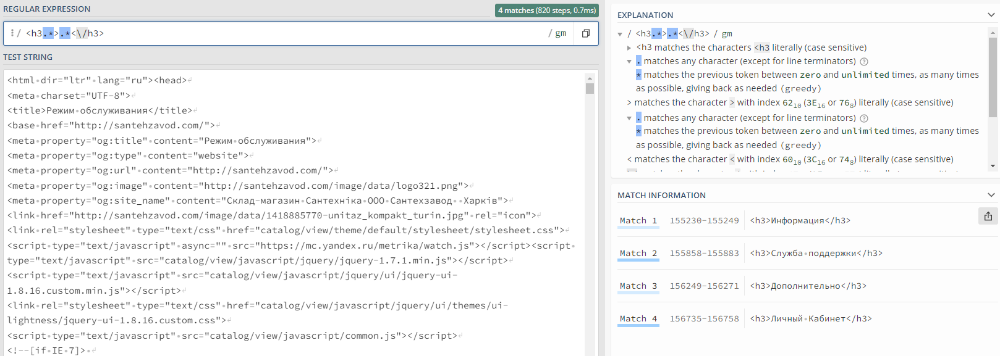 REGULAR EXPRESSION
4 matches (820 steps, 0.7ms)
/ <h3.*>.*<\/h3> / gm
TEST STRING
<html·dir="ltr"·lang="ru"><head>↵
<meta·charset="UTF-8">↵
<title>Режим·обслуживания</title>↵
<base·href="http://santehzavod.com/">↵
<meta·property="og:title"·content="Режим·обслуживания">↵
<meta·property="og:type"·content="website">↵
<meta·property="og:url"·content="http://santehzavod.com/">↵
<meta·property="og:image"·content="http://santehzavod.com/image/data/logo321.png">↵
<meta·property="og:site_name"·content="Склад-магазин·Сантехніка·ООО·Сантехзавод··Харків">↵
<link·href="http://santehzavod.com/image/data/1418885770-unitaz_kompakt_turin.jpg"·rel="icon">↵
<link·rel="stylesheet"·type="text/css"·href="catalog/view/theme/default/stylesheet/stylesheet.css">↵
<script·type="text/javascript"·async=""·src="https://mc.yandex.ru/metrika/watch.js"></script><script·
type="text/javascript"·src="catalog/view/javascript/jquery/jquery-1.7.1.min.js"></script>↵
<script·type="text/javascript"·src="catalog/view/javascript/jquery/ui/jquery-ui-
1.8.16.custom.min.js"></script>↵
<link·rel="stylesheet"·type="text/css"·href="catalog/view/javascript/jquery/ui/themes/ui-
lightness/jquery-ui-1.8.16.custom.css">↵
<script·type="text/javascript"·src="catalog/view/javascript/common.js"></script>↵
<!--[if·IE·7]>·↵
EXPLANATION
/ <h3.*>.*<\/h3> / gm
<h3 matches the characters <h3 literally (case sensitive)
. matches any character (except for line terminators)
* matches the previous token between zero and unlimited times, as many times
as possible, giving back as needed (greedy)
> matches the character > with index 62₁₀ (3E₁₆ or 76₈) literally (case sensitive)
. matches any character (except for line terminators)
* matches the previous token between zero and unlimited times, as many times
as possible, giving back as needed (greedy)
< matches the character < with index 60₁₀ (3C₁₆ or 74₈) literally (case sensitive)
MATCH INFORMATION
Match 1 155230-155249 <h3>Информация</h3>
Match 2 155858-155883 <h3>Служба·поддержки</h3>
Match 3 156249-156271 <h3>Дополнительно</h3>
Match 4 156735-156758 <h3>Личный·Кабинет</h3>